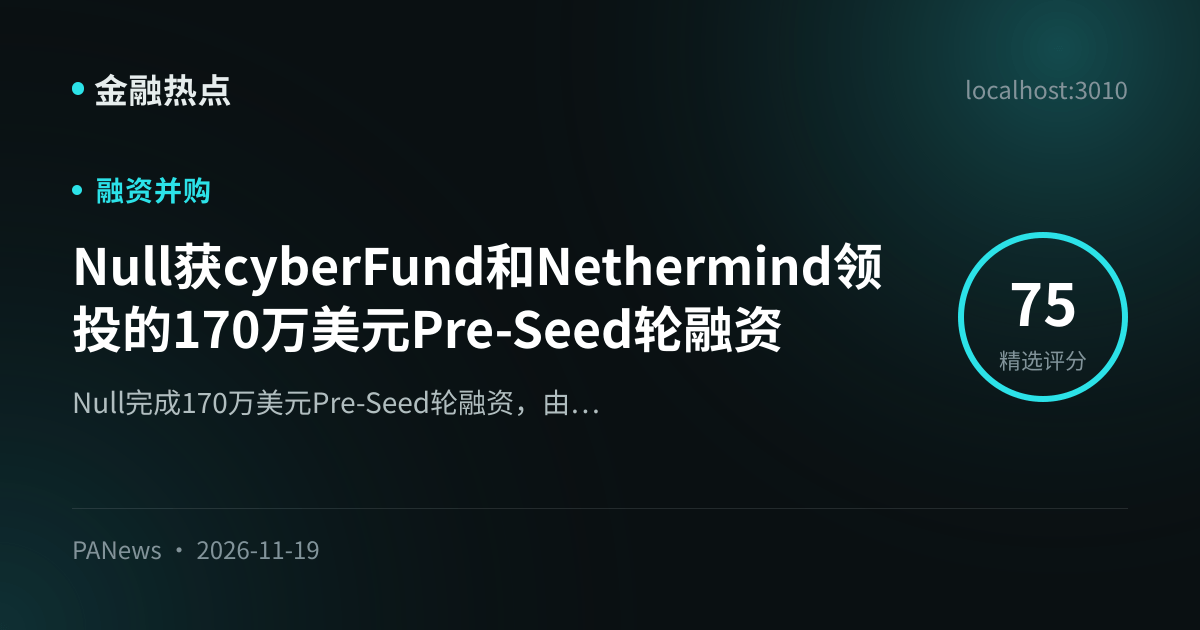 金融热点
localhost:3010
融资并购
Null获cyberFund和Nethermind领
投的170万美元Pre-Seed轮融资
75
精选评分
Null完成170万美元Pre-Seed轮融资，由…
PANews · 2026-11-19